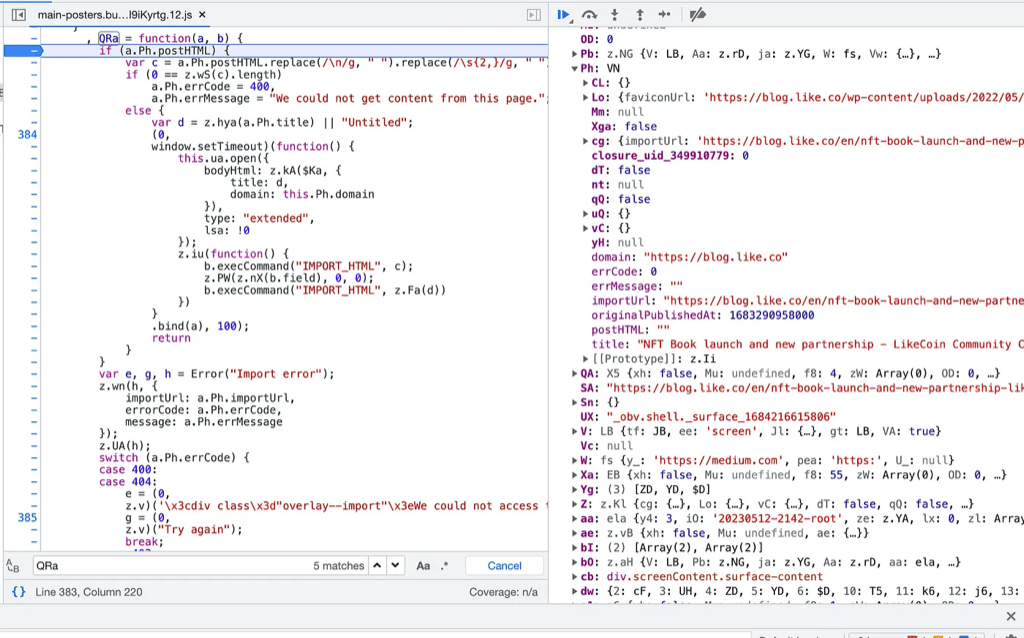 main-posters.bu…l9iKyrtg.12.js ×
, QRa = function(a, b) {
if (a.Ph.postHTML) {
var c = a.Ph.postHTML.replace(/\n/g, " ").replace(/\s{2,}/g, " "
if (0 == z.wS(c).length)
a.Ph.errCode = 400,
a.Ph.errMessage = "We could not get content from this page.";
else {
var d = z.hya(a.Ph.title) || "Untitled";
384 (0,
window.setTimeout)(function() {
this.ua.open({
bodyHtml: z.kA($Ka, {
title: d,
domain: this.Ph.domain
}),
type: "extended",
lsa: !0
});
z.iu(function() {
b.execCommand("IMPORT_HTML", c);
z.PW(z.nX(b.field), 0, 0);
b.execCommand("IMPORT_HTML", z.Fa(d))
})
}
.bind(a), 100);
return
}
}
var e, g, h = Error("Import error");
z.wn(h, {
importUrl: a.Ph.importUrl,
errorCode: a.Ph.errCode,
message: a.Ph.errMessage
});
z.UA(h);
switch (a.Ph.errCode) {
case 400:
case 404:
e = (0,
z.v)('\x3cdiv class\x3d"overlay--import"\x3eWe could not access
385 g = (0,
z.v)("Try again");
break;
QRa 5 matches Aa .* Cancel
{} Line 383, Column 220 Coverage: n/a
OD: 0
Pb: z.NG {V: LB, Aa: z.rD, ja: z.YG, W: fs, Vw: {…}, …}
Ph: VN
CL: {}
Lo: {faviconUrl: 'https://blog.like.co/wp-content/uploads/2022/05/
Mm: null
Xga: false
cg: {importUrl: 'https://blog.like.co/en/nft-book-launch-and-new-p
closure_uid_349910779: 0
dT: false
nt: null
qQ: false
uQ: {}
vC: {}
yH: null
domain: "https://blog.like.co"
errCode: 0
errMessage: ""
importUrl: "https://blog.like.co/en/nft-book-launch-and-new-partne
originalPublishedAt: 1683290958000
postHTML: ""
title: "NFT Book launch and new partnership – LikeCoin Community C
[[Prototype]]: z.Ii
QA: X5 {xh: false, Mu: undefined, f8: 4, zW: Array(0), OD: 0, …}
SA: "https://blog.like.co/en/nft-book-launch-and-new-partnership-lik
Sn: {}
UX: "_obv.shell._surface_1684216615806"
V: LB {tf: JB, ee: 'screen', Jl: {…}, gt: LB, VA: true}
Vc: null
W: fs {y_: 'https://medium.com', pea: 'https:', U_: null}
Xa: EB {xh: false, Mu: undefined, f8: 55, zW: Array(0), OD: 0, …}
Yg: (3) [ZD, YD, $D]
Z: z.Kl {cg: {…}, Lo: {…}, vC: {…}, dT: false, qQ: false, …}
aa: ela {y4: 3, iO: '20230512-2142-root', ze: z.YA, lx: 0, zl: Array
ae: z.vB {xh: false, Mu: undefined, ae: {…}}
bI: (2) [Array(2), Array(2)]
bO: z.aH {V: LB, Pb: z.NG, ja: z.YG, Aa: z.rD, aa: ela, …}
cb: div.screenContent.surface-content
dw: {2: cF, 3: UH, 4: ZD, 5: YD, 6: $D, 10: T5, 11: k6, 12: j6, 13: